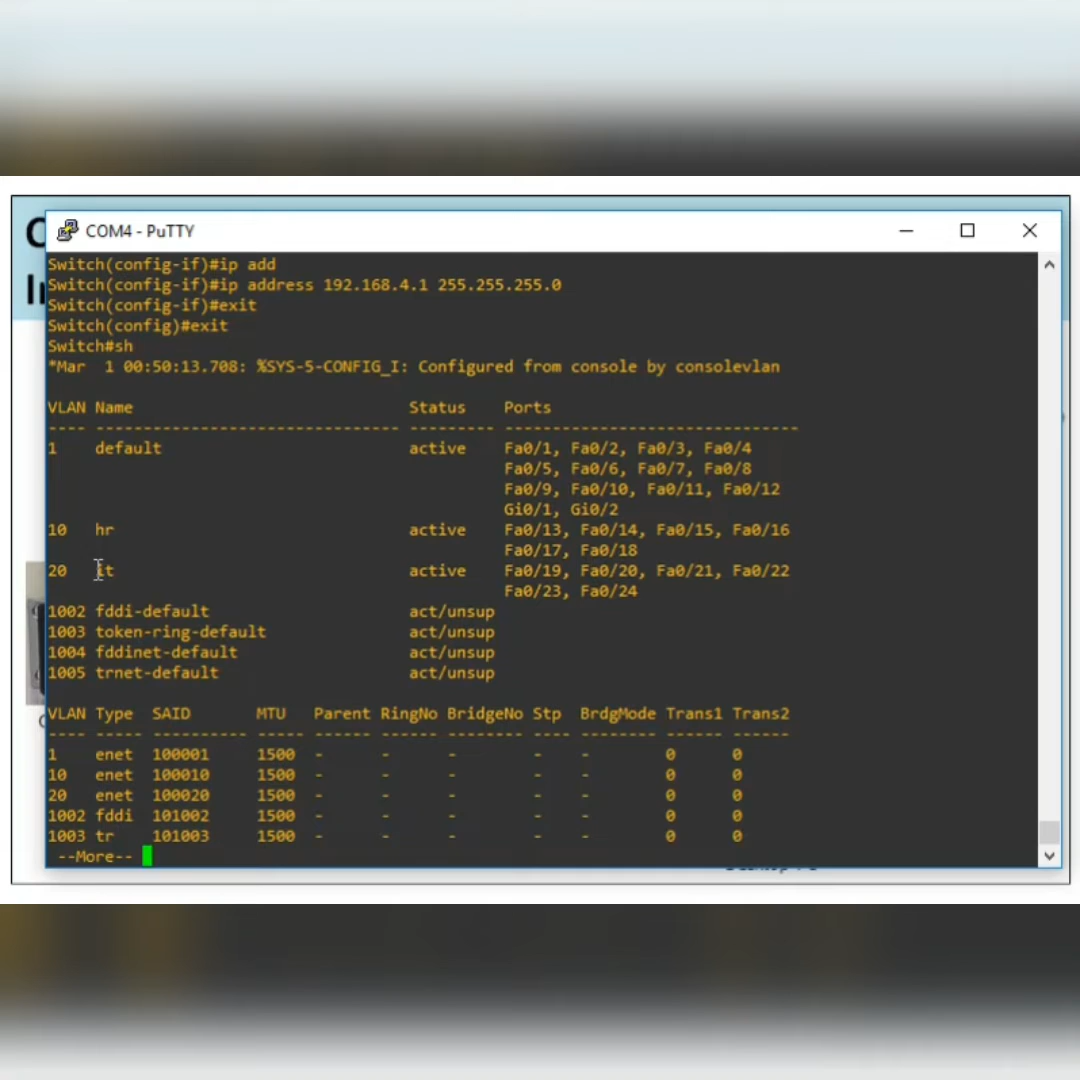 COM4 - PuTTY
Switch(config-if)#ip add
Switch(config-if)#ip address 192.168.4.1 255.255.255.0
Switch(config-if)#exit
Switch(config)#exit
Switch#sh
*Mar  1 00:50:13.708: %SYS-5-CONFIG_I: Configured from console by consolevlan
VLAN Name                             Status    Ports
---- -------------------------------- --------- -------------------------------
1    default                          active    Fa0/1, Fa0/2, Fa0/3, Fa0/4
                                                Fa0/5, Fa0/6, Fa0/7, Fa0/8
                                                Fa0/9, Fa0/10, Fa0/11, Fa0/12
                                                Gi0/1, Gi0/2
10   hr                               active    Fa0/13, Fa0/14, Fa0/15, Fa0/16
                                                Fa0/17, Fa0/18
20   it                               active    Fa0/19, Fa0/20, Fa0/21, Fa0/22
                                                Fa0/23, Fa0/24
1002 fddi-default                     act/unsup
1003 token-ring-default               act/unsup
1004 fddinet-default                  act/unsup
1005 trnet-default                    act/unsup
VLAN Type  SAID       MTU   Parent RingNo BridgeNo Stp  BrdgMode Trans1 Trans2
---- ----- ---------- ----- ------ ------ -------- ---- -------- ------ ------
1    enet  100001     1500  -      -      -        -    -        0      0
10   enet  100010     1500  -      -      -        -    -        0      0
20   enet  100020     1500  -      -      -        -    -        0      0
1002 fddi  101002     1500  -      -      -        -    -        0      0
1003 tr    101003     1500  -      -      -        -    -        0      0
 --More--